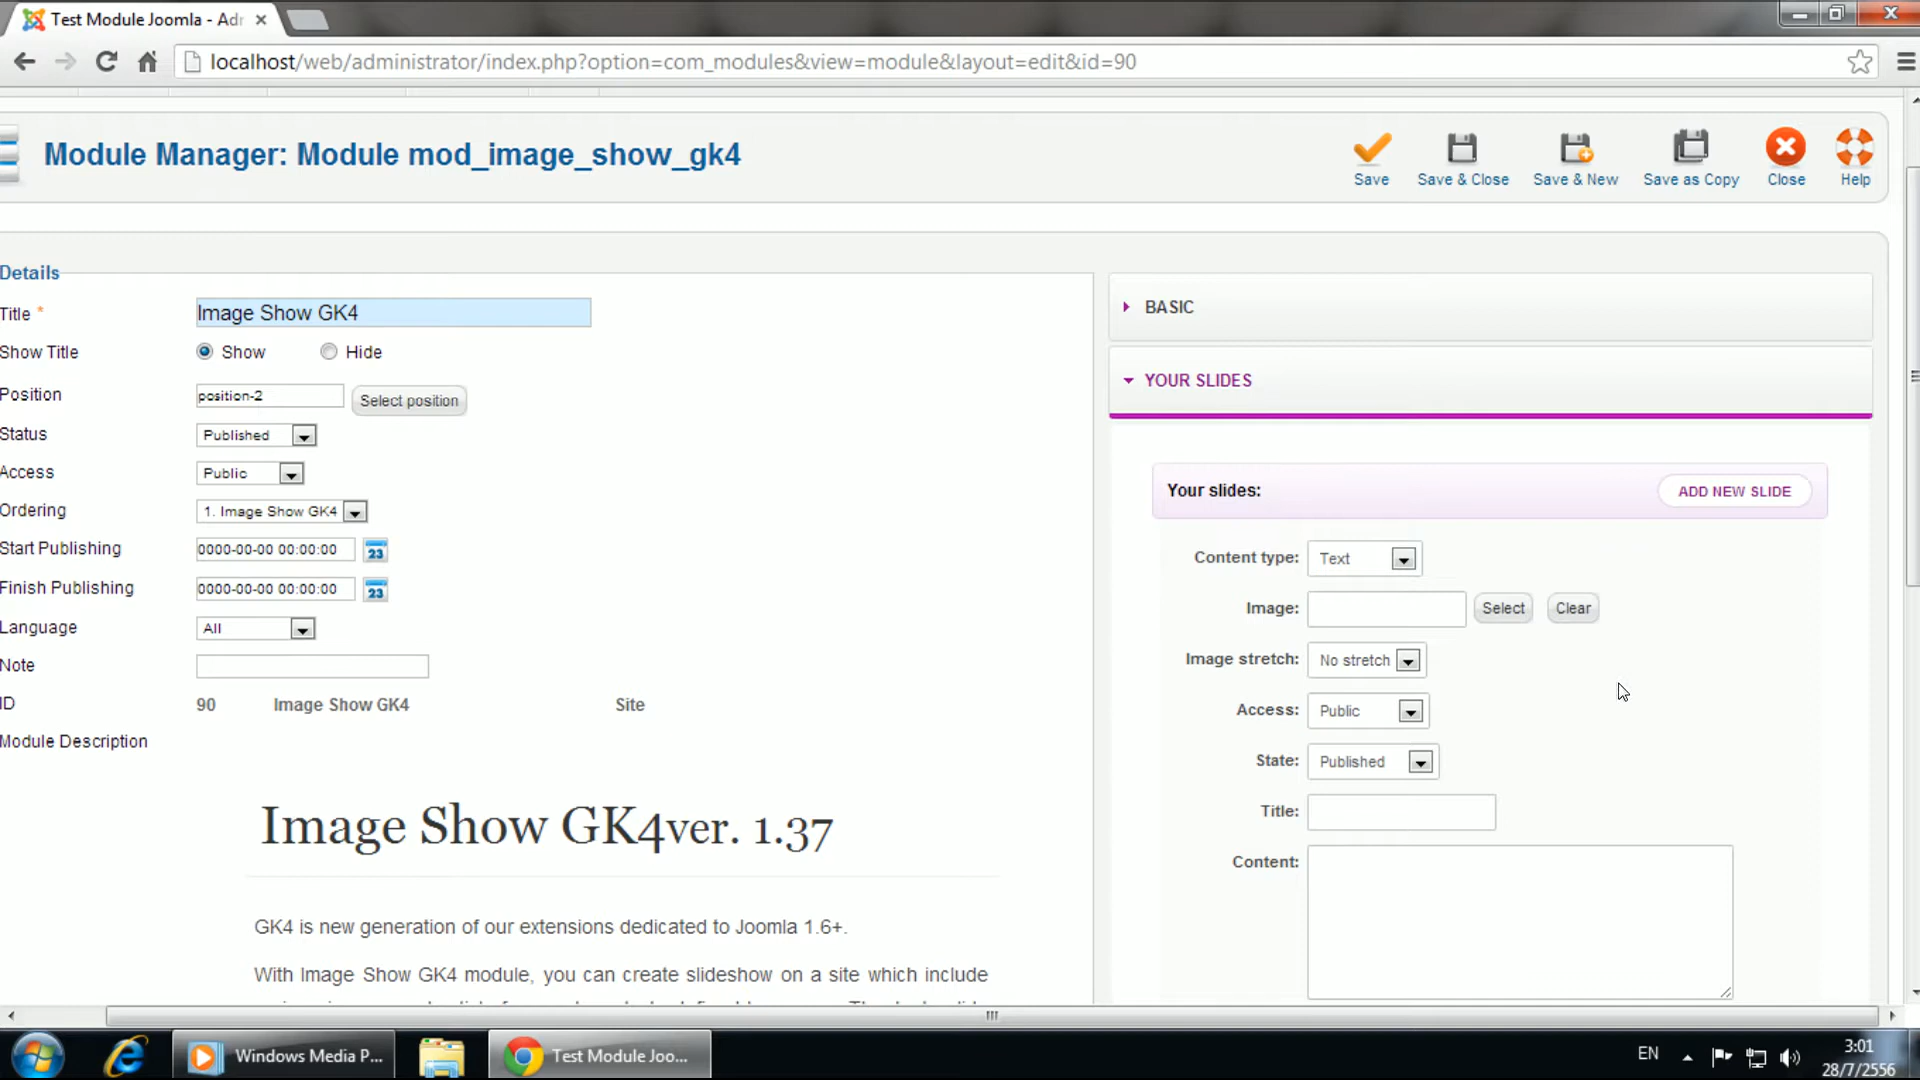 Test Module Joomla - Adr
localhost/web/administrator/index.php?option=com_modules&view=module&layout=edit&id=90
Module Manager: Module mod_image_show_gk4
Save
Save & Close
Save & New
Save as Copy
Close
Help
Details
Title *
Image Show GK4
Show Title
Show
Hide
Position
position-2
Select position
Status
Published
Access
Public
Ordering
1. Image Show GK4
Start Publishing
0000-00-00 00:00:00
23
Finish Publishing
0000-00-00 00:00:00
23
Language
All
Note
ID
90
Image Show GK4
Site
Module Description
Image Show GK4ver. 1.37
GK4 is new generation of our extensions dedicated to Joomla 1.6+.
With Image Show GK4 module, you can create slideshow on a site which include
BASIC
YOUR SLIDES
Your slides:
ADD NEW SLIDE
Content type:
Text
Image:
Select
Clear
Image stretch:
No stretch
Access:
Public
State:
Published
Title:
Content:
Windows Media P...
Test Module Joo...
EN
3:01
28/7/2556